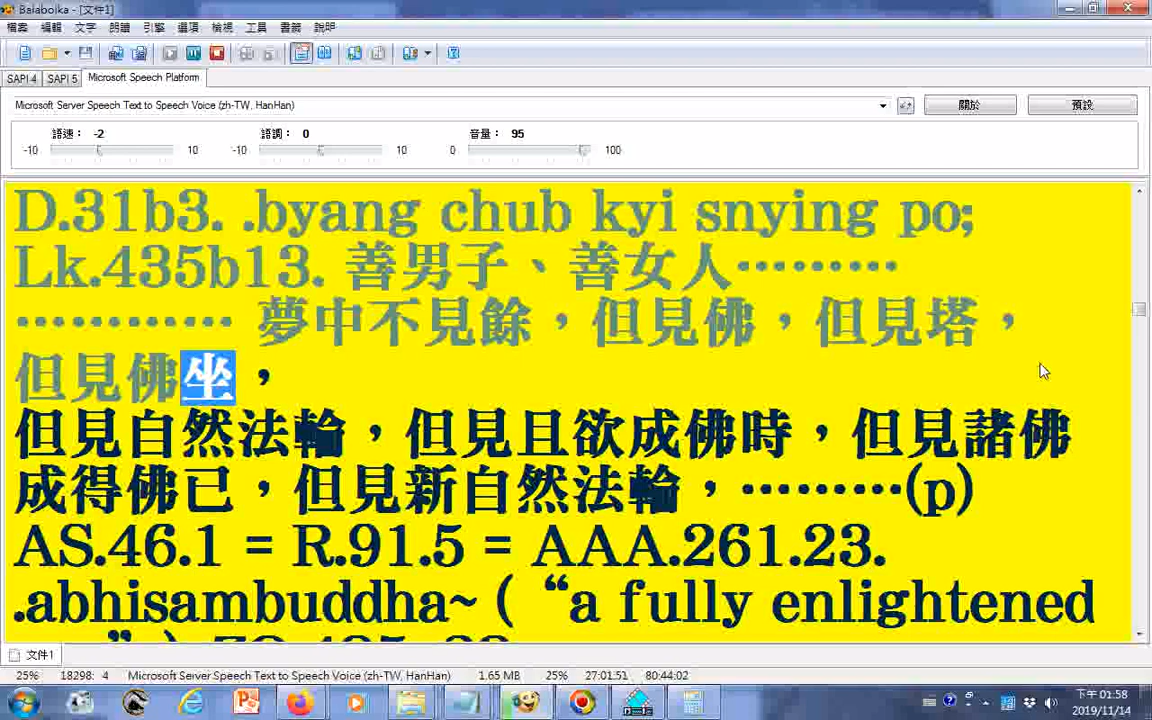 Balabolka - [文件1]
檔案 編輯 文字 朗讀 引擎 選項 檢視 工具 書籤 說明
SAPI 4 SAPI 5 Microsoft Speech Platform
Microsoft Server Speech Text to Speech Voice (zh-TW, HanHan) 關於 預設
語速： -2 語調： 0 音量： 95
-10 10 -10 10 0 100
D.31b3. .byang chub kyi snying po;
Lk.435b13. 善男子、善女人………
………… 夢中不見餘，但見佛，但見塔，
但見佛坐，
但見自然法輪，但見且欲成佛時，但見諸佛
成得佛已，但見新自然法輪，………(p)
AS.46.1 = R.91.5 = AAA.261.23.
.abhisambuddha~ (“a fully enlightened
文件1
25% 18298: 4 Microsoft Server Speech Text to Speech Voice (zh-TW, HanHan) 1.65 MB 25% 27:01:51 80:44:02
下午 01:58
2019/11/14